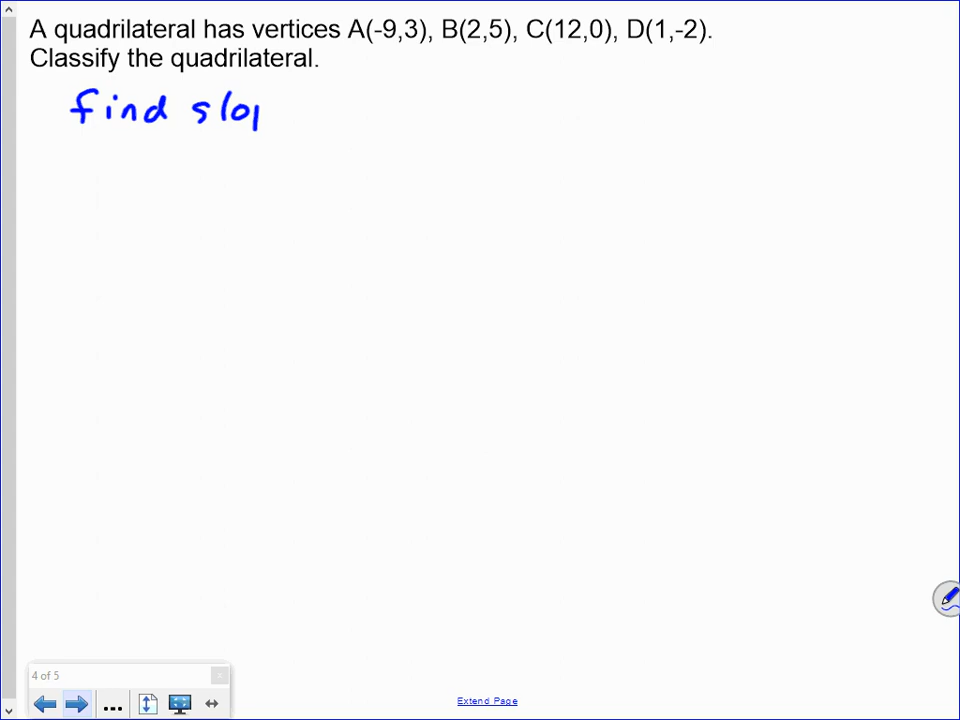 A quadrilateral has vertices A(-9,3), B(2,5), C(12,0), D(1,-2).
Classify the quadrilateral.
find slop
4 of 5
Extend Page